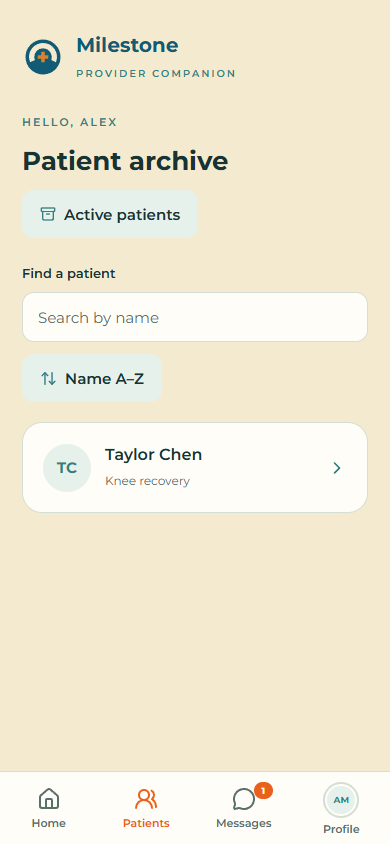 Milestone
PROVIDER COMPANION
HELLO, ALEX
Patient archive
Active patients
Find a patient
Search by name
Name A–Z
TC
Taylor Chen
Knee recovery
1
AM
Home
Patients
Messages
Profile